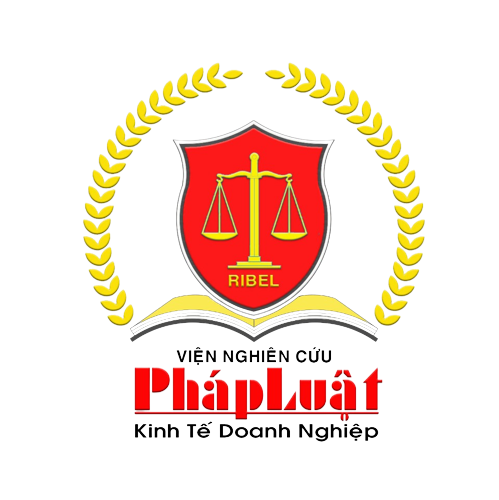 RIBEL
VIỆN NGHIÊN CỨU
PhápLuật
Kinh Tế Doanh Nghiệp